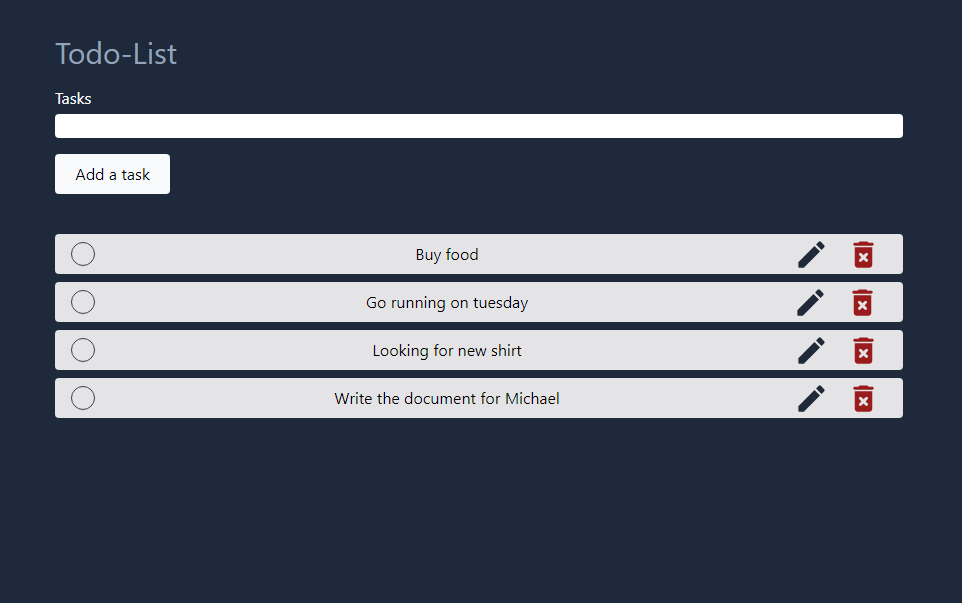 Todo-List
Tasks
Add a task
Buy food
Go running on tuesday
Looking for new shirt
Write the document for Michael